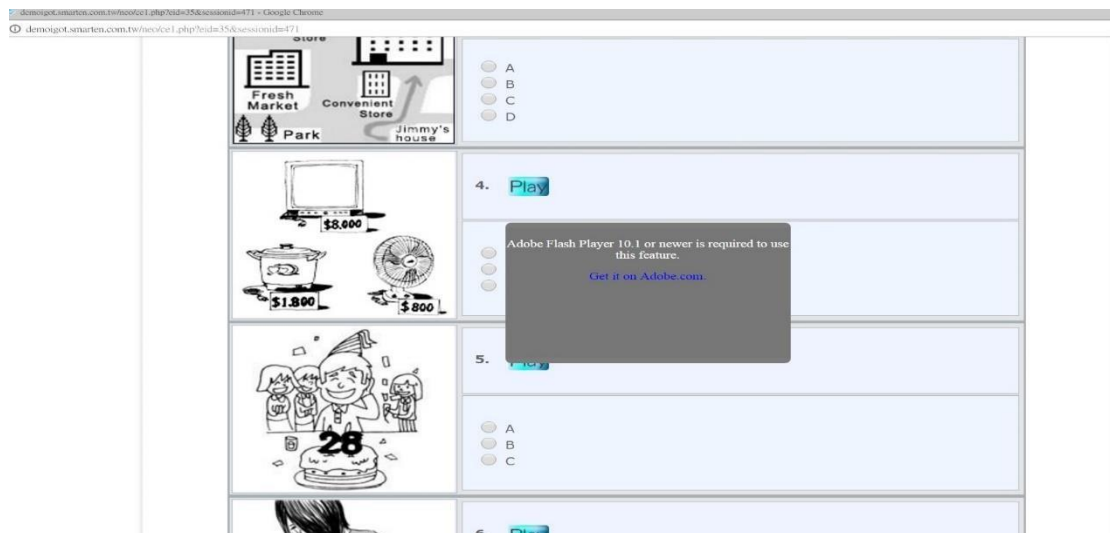 demoigot.smarten.com.tw/neo/ce1.php?eid=35&sessionid=471 - Google Chrome
demoigot.smarten.com.tw/neo/ce1.php?eid=35&sessionid=471
Store
Fresh
Market
Convenient
Store
Park
Jimmy's
house
A
B
C
D
4. Play
$8,000
$1.800
$800
Adobe Flash Player 10.1 or newer is required to use
this feature.
Get it on Adobe.com.
5. Play
28
A
B
C
6. Play